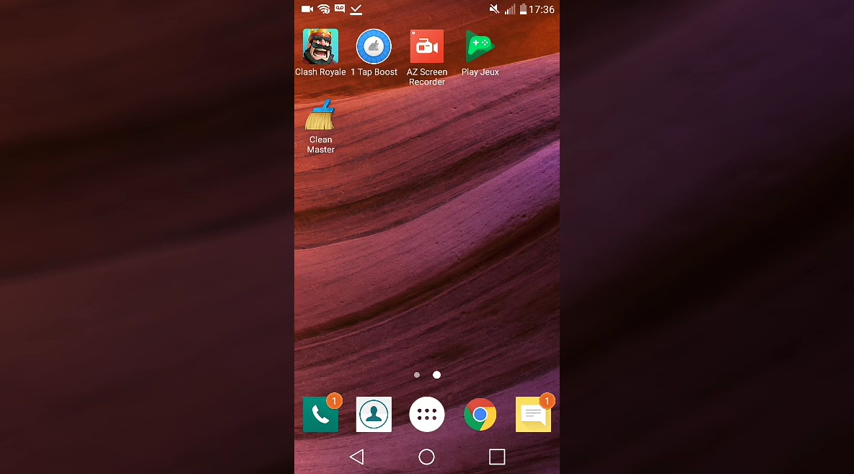 17:36
Clash Royale
1 Tap Boost
AZ Screen
Recorder
Play Jeux
Clean
Master
1
1